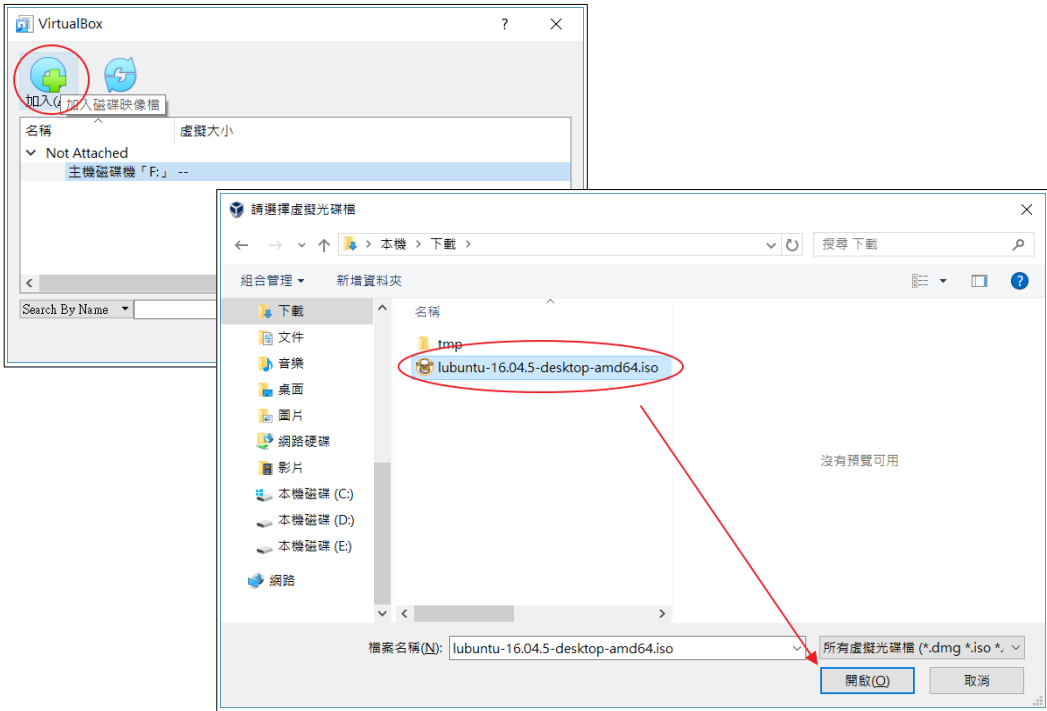 VirtualBox
?
加入(
加入磁碟映像檔
名稱
虛擬大小
Not Attached
主機磁碟機「F:」 --
Search By Name
請選擇虛擬光碟檔
本機 > 下載 >
搜尋 下載
組合管理
新增資料夾
?
下載
文件
音樂
桌面
圖片
網路硬碟
影片
本機磁碟 (C:)
本機磁碟 (D:)
本機磁碟 (E:)
網路
名稱
tmp
lubuntu-16.04.5-desktop-amd64.iso
沒有預覽可用
檔案名稱(N):
lubuntu-16.04.5-desktop-amd64.iso
所有虛擬光碟檔 (*.dmg *.iso *.
開啟(O)
取消